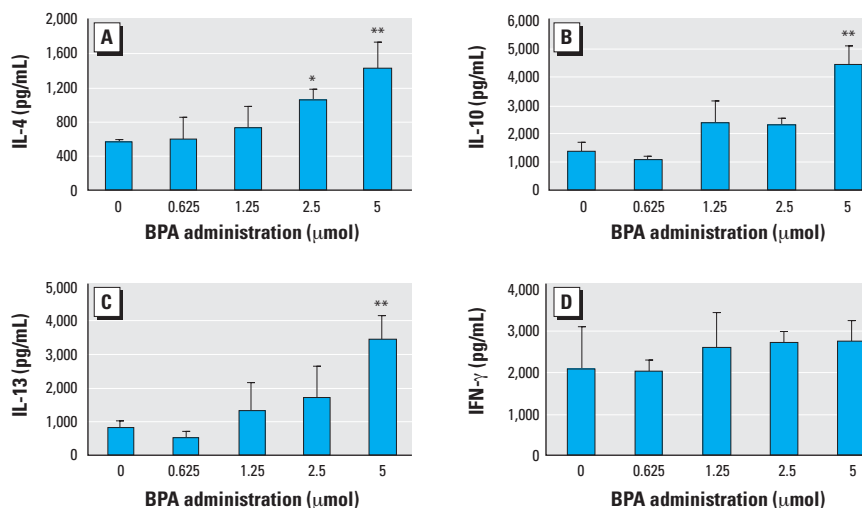 A
IL-4 (pg/mL)
2,000
1,600
1,200
800
400
0
*
**
0 0.625 1.25 2.5 5
BPA administration (μmol)
B
IL-10 (pg/mL)
6,000
5,000
4,000
3,000
2,000
1,000
0
**
0 0.625 1.25 2.5 5
BPA administration (μmol)
C
IL-13 (pg/mL)
5,000
4,000
3,000
2,000
1,000
0
**
0 0.625 1.25 2.5 5
BPA administration (μmol)
D
IFN-γ (pg/mL)
4,000
3,000
2,000
1,000
0
0 0.625 1.25 2.5 5
BPA administration (μmol)